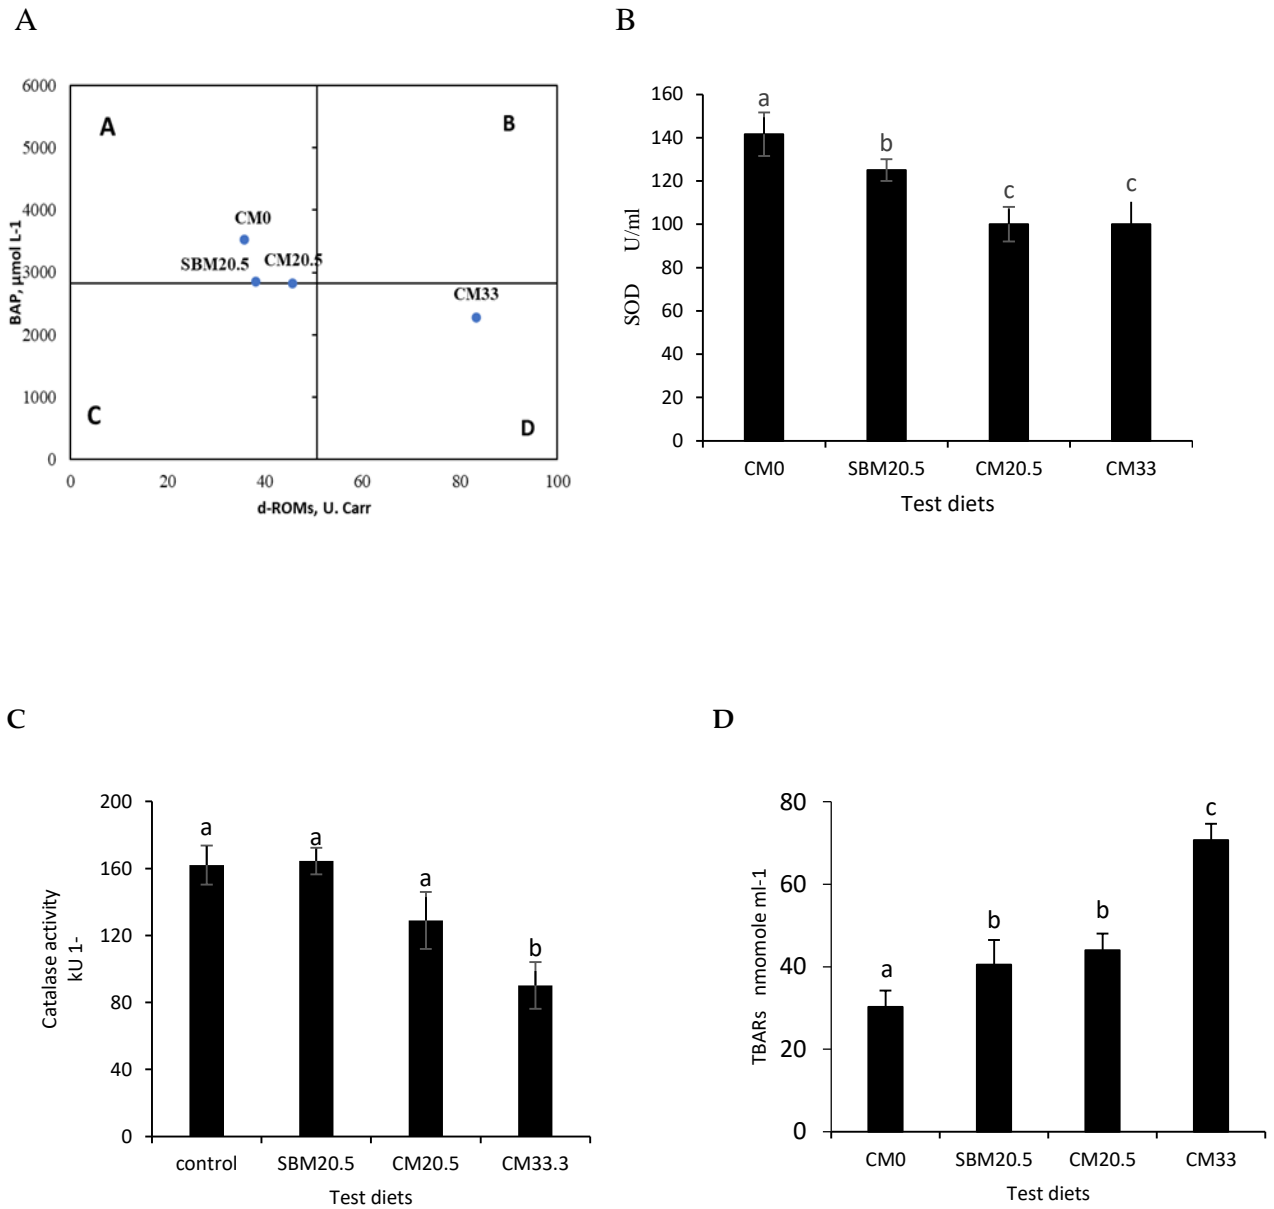 A
6000
5000
4000
3000
2000
1000
0
BAP, µmol L-1
A
B
C
D
CM0
SBM20.5
CM20.5
CM33
0 20 40 60 80 100
d-ROMs, U. Carr
B
160
140
120
100
80
60
40
20
0
SOD U/ml
a
b
c
c
CM0 SBM20.5 CM20.5 CM33
Test diets
C
200
160
120
80
40
0
Catalase activity
kU 1-
a
a
a
b
control SBM20.5 CM20.5 CM33.3
Test diets
D
80
60
40
20
0
TBARs nmomole ml-1
a
b
b
c
CM0 SBM20.5 CM20.5 CM33
Test diets